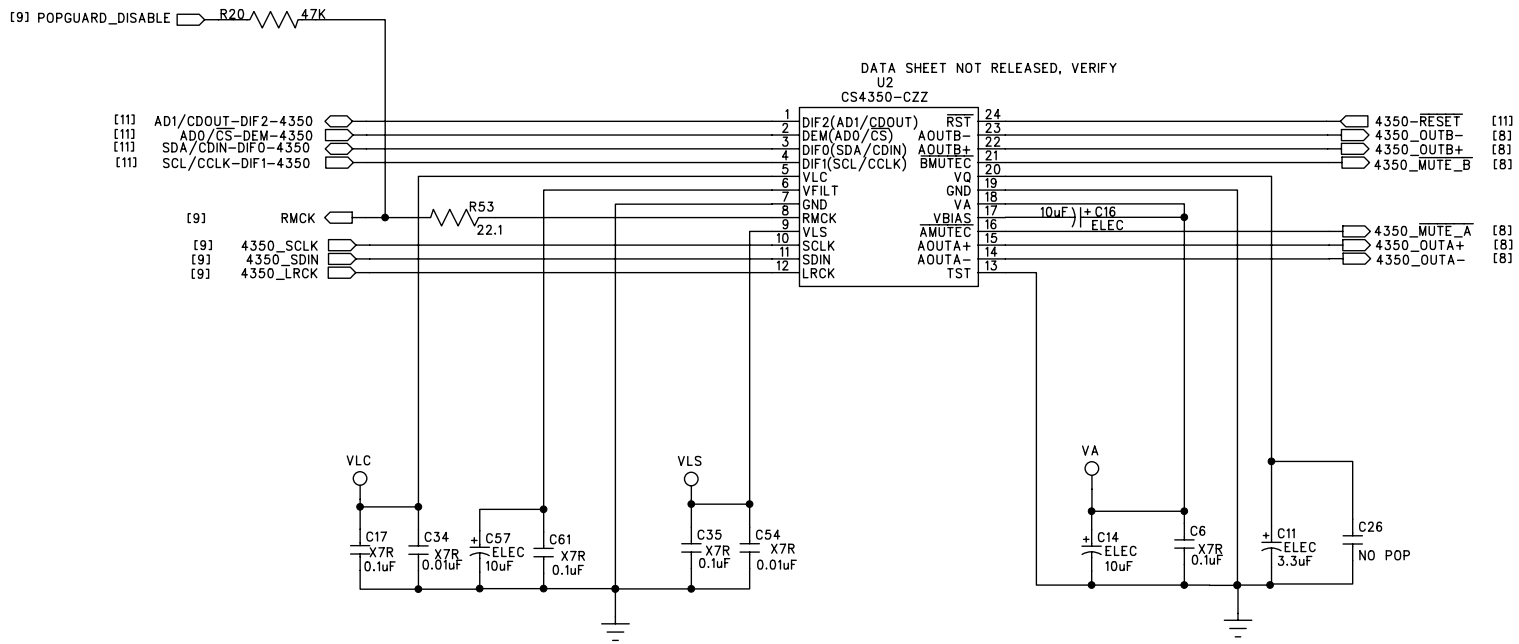 [9] POPGUARD_DISABLE
R20 47K
DATA SHEET NOT RELEASED, VERIFY
U2
CS4350-CZZ
[11] AD1/CDOUT-DIF2-4350
[11] AD0/CS-DEM-4350
[11] SDA/CDIN-DIF0-4350
[11] SCL/CCLK-DIF1-4350
[9] RMCK
R53
22.1
[9] 4350_SCLK
[9] 4350_SDIN
[9] 4350_LRCK
1 DIF2(AD1/CDOUT)
2 DEM(AD0/CS)
3 DIF0(SDA/CDIN)
4 DIF1(SCL/CCLK)
5 VLC
6 VFILT
7 GND
8 RMCK
9 VLS
10 SCLK
11 SDIN
12 LRCK
RST 24
AOUTB- 23
AOUTB+ 22
BMUTEC 21
VQ 20
GND 19
VA 18
VBIAS 17
AMUTEC 16
AOUTA+ 15
AOUTA- 14
TST 13
10uF + C16
ELEC
4350-RESET [11]
4350_OUTB- [8]
4350_OUTB+ [8]
4350_MUTE_B [8]
4350_MUTE_A [8]
4350_OUTA+ [8]
4350_OUTA- [8]
VLC
C17
X7R
0.1uF
C34
X7R
0.01uF
+ C57
ELEC
10uF
C61
X7R
0.1uF
VLS
C35
X7R
0.1uF
C54
X7R
0.01uF
VA
+ C14
ELEC
10uF
C6
X7R
0.1uF
+ C11
ELEC
3.3uF
C26
NO POP